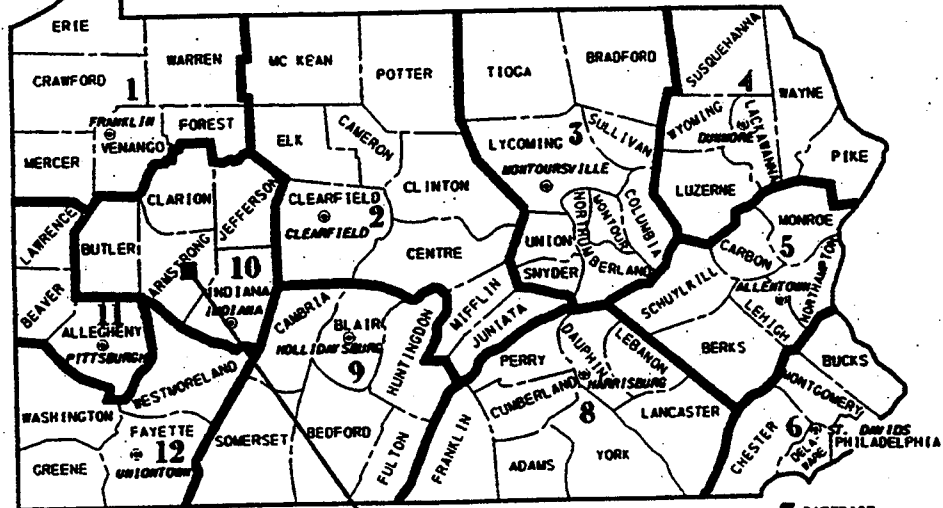 ERIE
WARREN
MC KEAN
POTTER
TIOGA
BRADFORD
SUSQUEHANNA
WAYNE
CRAWFORD
1
4
FRANKLIN
FOREST
VENANGO
MERCER
ELK
CAMERON
LYCOMING
3
SULLIVAN
WYOMING
LACKAWANNA
DUNMORE
PIKE
MONTOURSVILLE
CLINTON
LUZERNE
CLARION
JEFFERSON
CLEARFIELD
2
CLEARFIELD
LAWRENCE
BUTLER
ARMSTRONG
10
CENTRE
UNION
NORTHUMBERLAND
MONTOUR
COLUMBIA
MONROE
CARBON
5
SNYDER
BEAVER
11
INDIANA
INDIANA
CAMBRIA
BLAIR
HOLLIDAYSBURG
9
HUNTINGDON
MIFFLIN
JUNIATA
SCHUYLKILL
ALLENTOWN
NORTHAMPTON
LEHIGH
ALLEGHENY
PITTSBURGH
WESTMORELAND
PERRY
DAUPHIN
LEBANON
BERKS
BUCKS
CUMBERLAND
HARRISBURG
8
LANCASTER
MONTGOMERY
WASHINGTON
FAYETTE
12
UNIONTOWN
SOMERSET
BEDFORD
FULTON
FRANKLIN
ADAMS
YORK
CHESTER
6
ST. DAVIDS
DELA-
WARE
PHILADELPHIA
GREENE